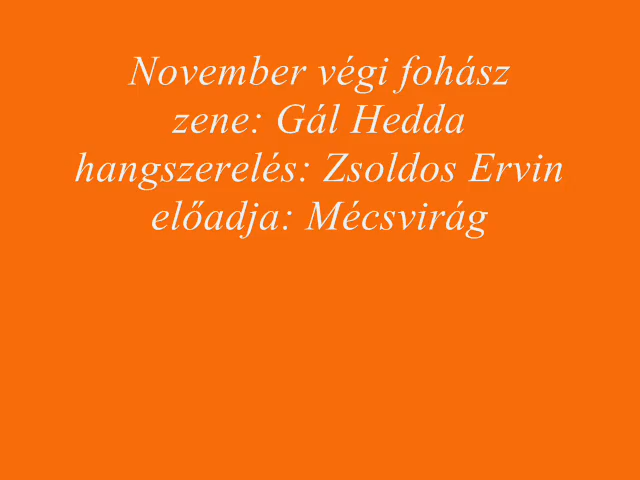 November végi fohász
zene: Gál Hedda
hangszerelés: Zsoldos Ervin
előadja: Mécsvirág